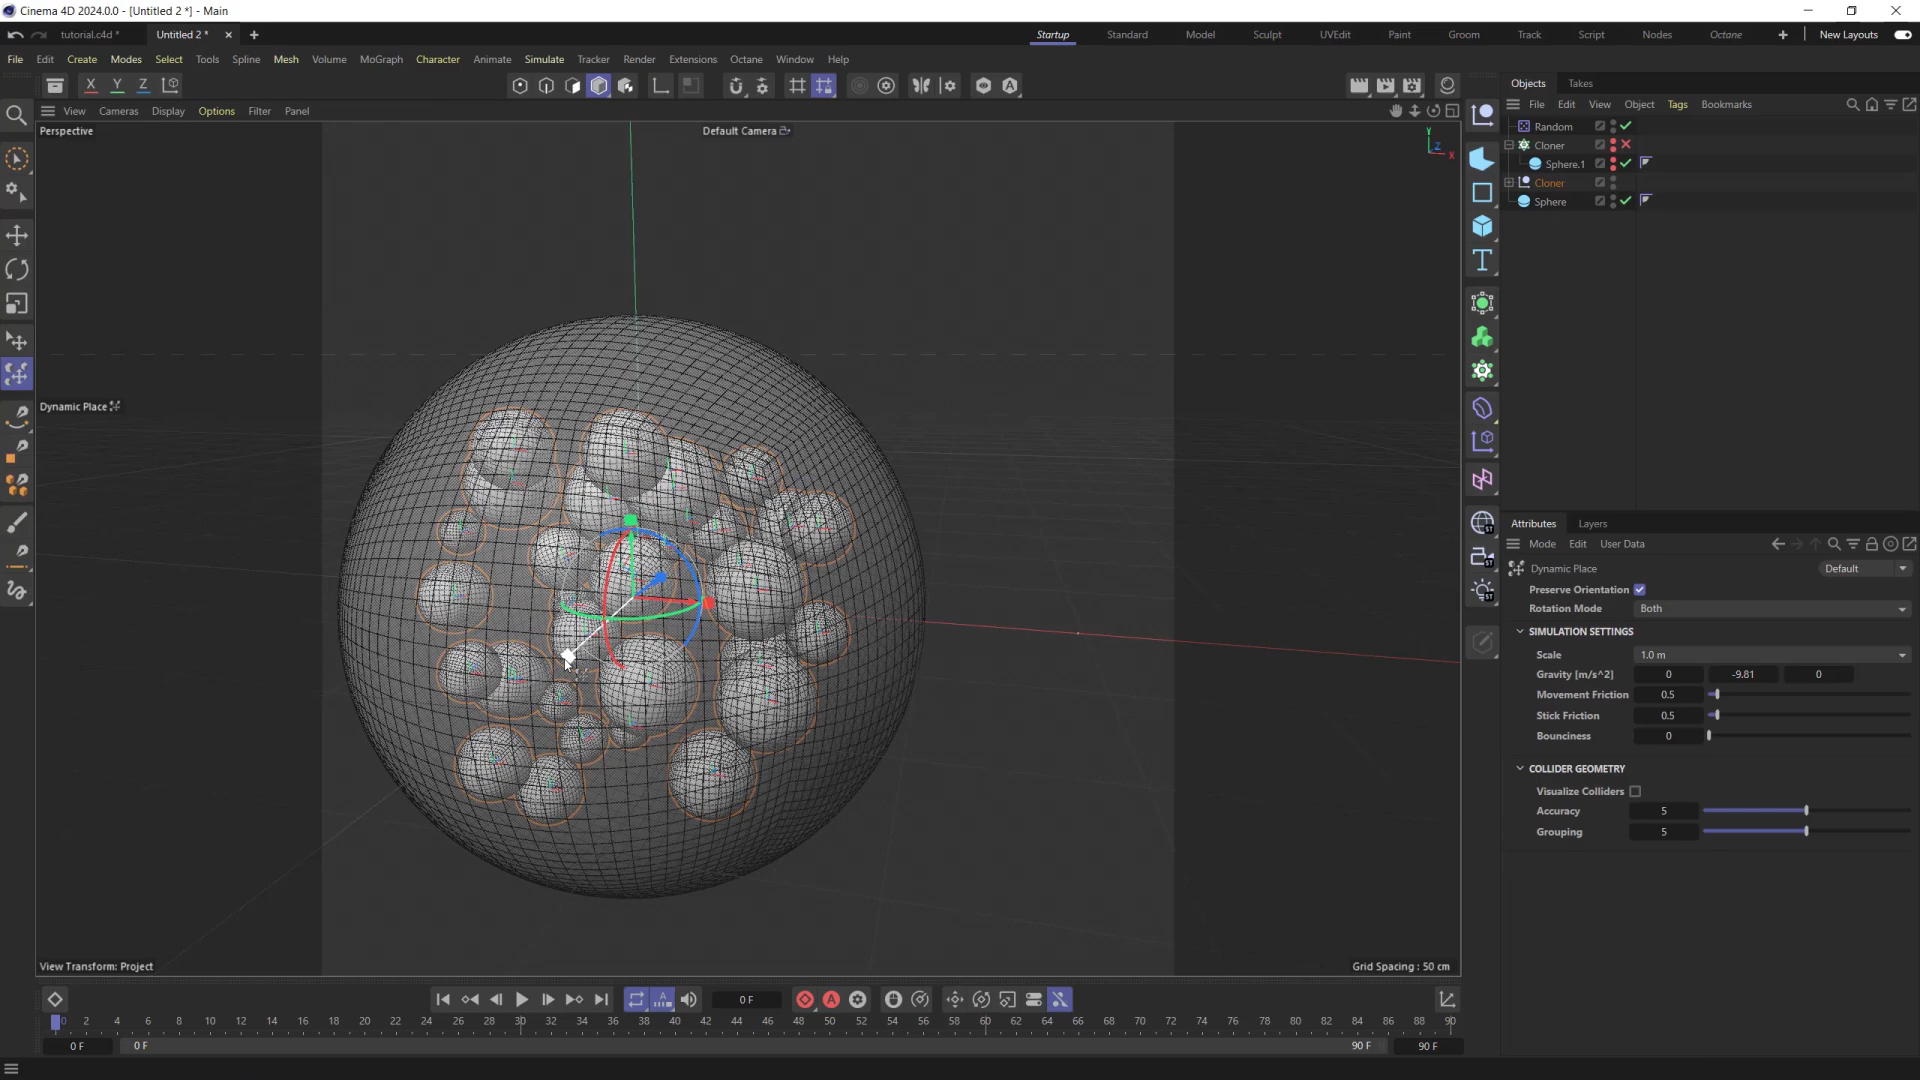 Cinema 4D 2024.0.0 - [Untitled 2 *] - Main
tutorial.c4d *
Untitled 2 *
Startup
Standard
Model
Sculpt
UVEdit
Paint
Groom
Track
Script
Nodes
Octane
New Layouts
File Edit Create Modes Select Tools Spline Mesh Volume MoGraph Character Animate Simulate Tracker Render Extensions Octane Window Help
X Y Z
View Cameras Display Options Filter Panel
Perspective
Default Camera
Y
Z
X
Dynamic Place
View Transform: Project
Grid Spacing : 50 cm
Objects
Takes
File Edit View Object Tags Bookmarks
Random
Cloner
Sphere.1
Cloner
Sphere
Attributes
Layers
Mode Edit User Data
Dynamic Place
Default
Preserve Orientation
Rotation Mode Both
SIMULATION SETTINGS
Scale 1.0 m
Gravity [m/s^2] 0 -9.81 0
Movement Friction 0.5
Stick Friction 0.5
Bounciness 0
COLLIDER GEOMETRY
Visualize Colliders
Accuracy 5
Grouping 5
0 F
0 2 4 6 8 10 12 14 16 18 20 22 24 26 28 30 32 34 36 38 40 42 44 46 48 50 52 54 56 58 60 62 64 66 68 70 72 74 76 78 80 82 84 86 88 90
0 F
0 F
90 F
90 F